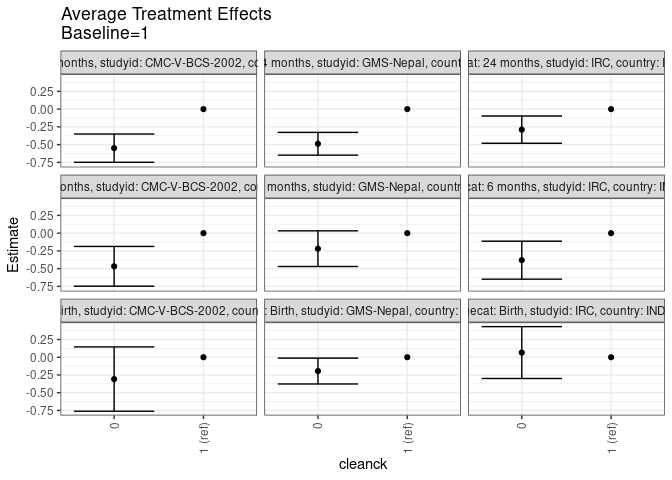 Average Treatment Effects
Baseline=1
months, studyid: CMC-V-BCS-2002, co
4 months, studyid: GMS-Nepal, count
at: 24 months, studyid: IRC, country: I
0.25
0.00
-0.25
-0.50
-0.75
onths, studyid: CMC-V-BCS-2002, cou
months, studyid: GMS-Nepal, countr
cat: 6 months, studyid: IRC, country: IN
0.25
0.00
-0.25
-0.50
-0.75
Birth, studyid: CMC-V-BCS-2002, coun
: Birth, studyid: GMS-Nepal, country:
ecat: Birth, studyid: IRC, country: IND
0.25
0.00
-0.25
-0.50
-0.75
Estimate
0
1 (ref)
0
1 (ref)
0
1 (ref)
cleanck